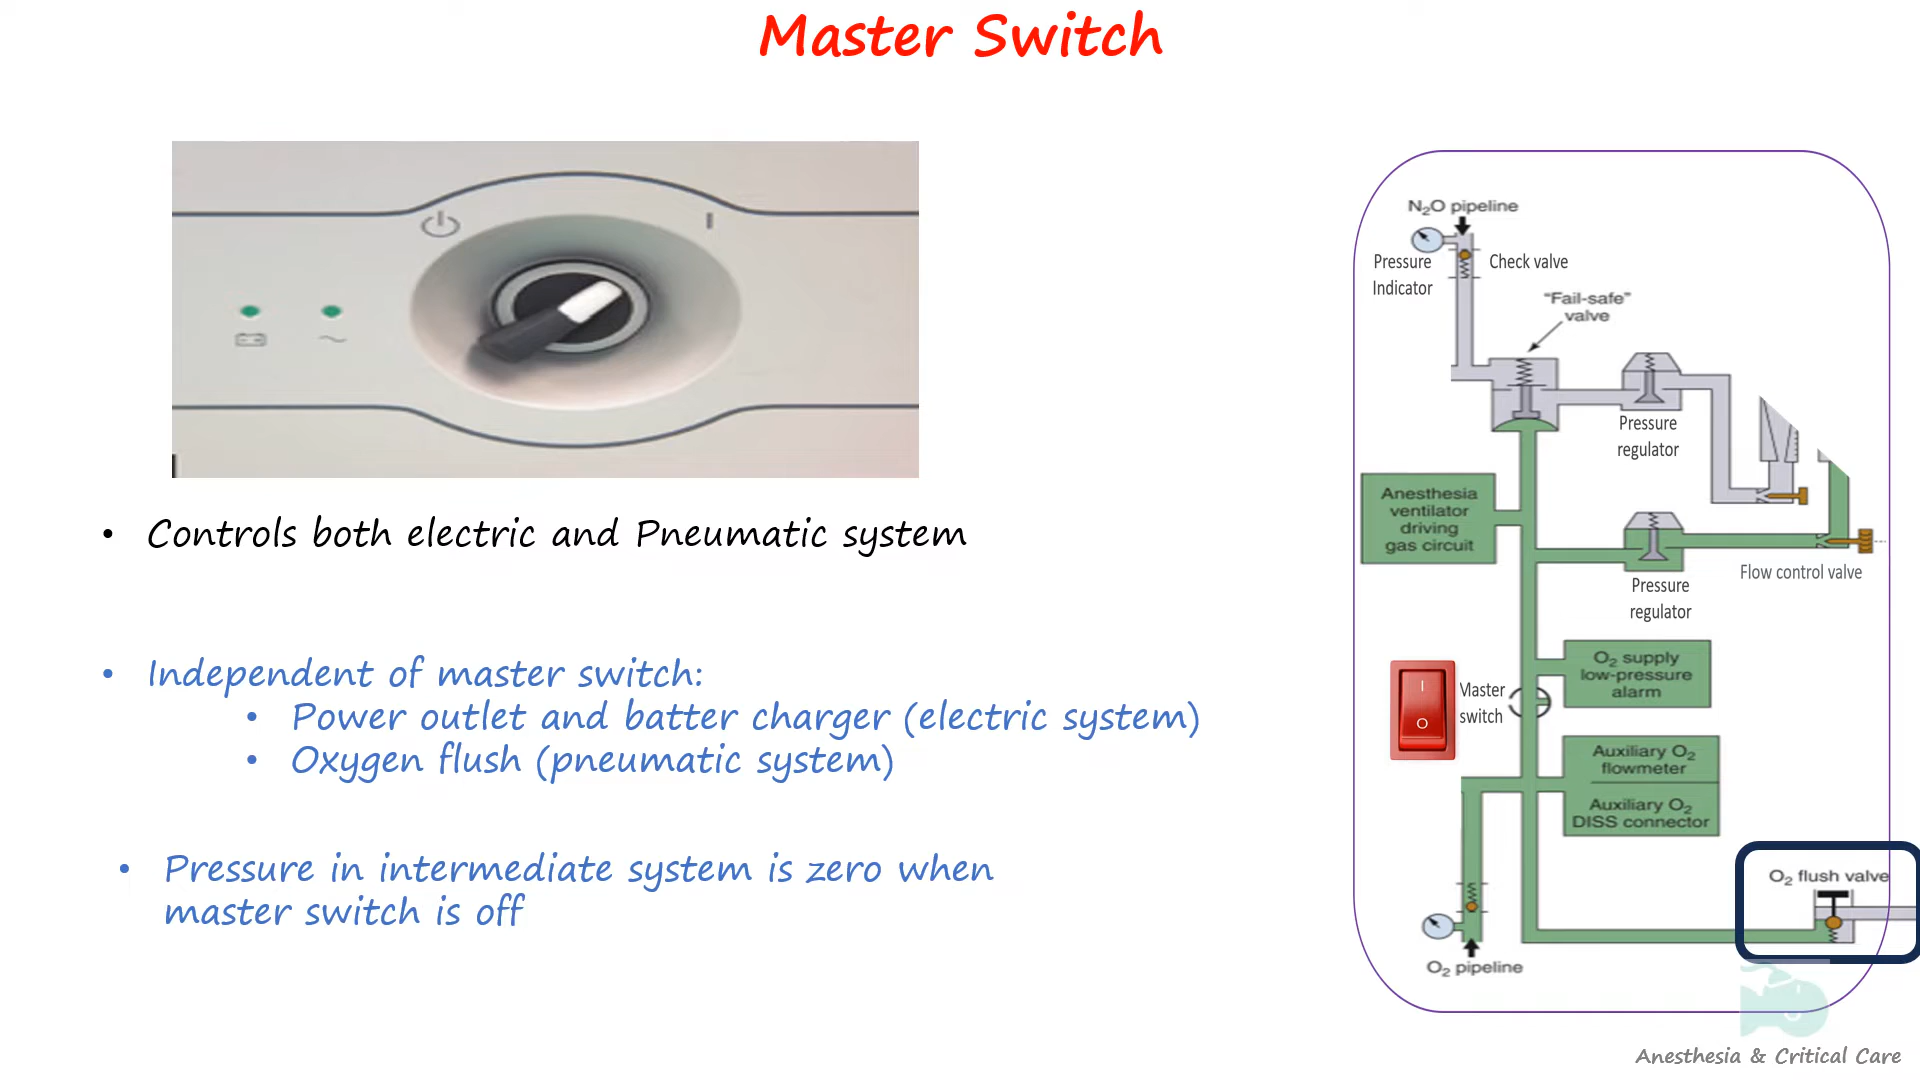 Master Switch
• Controls both electric and Pneumatic system
• Independent of master switch:
• Power outlet and batter charger (electric system)
• Oxygen flush (pneumatic system)
• Pressure in intermediate system is zero when
master switch is off
N₂O pipeline
Pressure
Indicator
Check valve
“Fail-safe”
valve
Pressure
regulator
Anesthesia
ventilator
driving
gas circuit
Flow control valve
Pressure
regulator
O₂ supply
low-pressure
alarm
I
O
Master
switch
Auxiliary O₂
flowmeter
Auxiliary O₂
DISS connector
O₂ flush valve
O₂ pipeline
Anesthesia & Critical Care